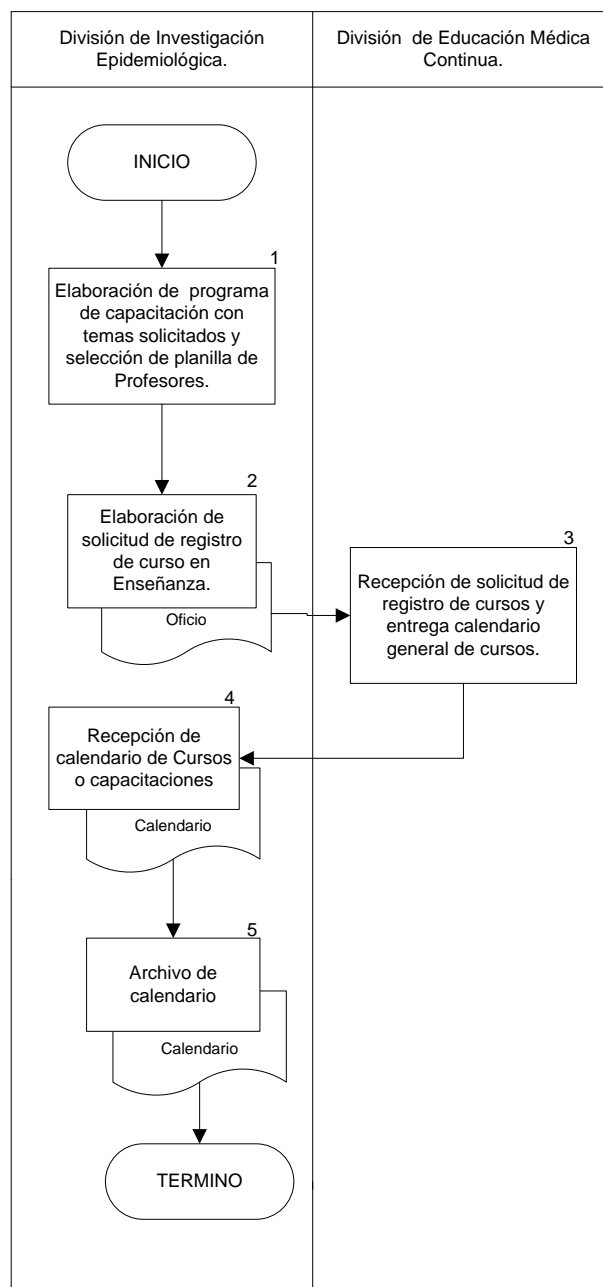 División de Investigación
Epidemiológica.
División de Educación Médica
Continua.
INICIO
1
Elaboración de programa
de capacitación con
temas solicitados y
selección de planilla de
Profesores.
2
Elaboración de
solicitud de registro
de curso en
Enseñanza.
Oficio
3
Recepción de solicitud de
registro de cursos y
entrega calendario
general de cursos.
4
Recepción de
calendario de Cursos
o capacitaciones
Calendario
5
Archivo de
calendario
Calendario
TERMINO